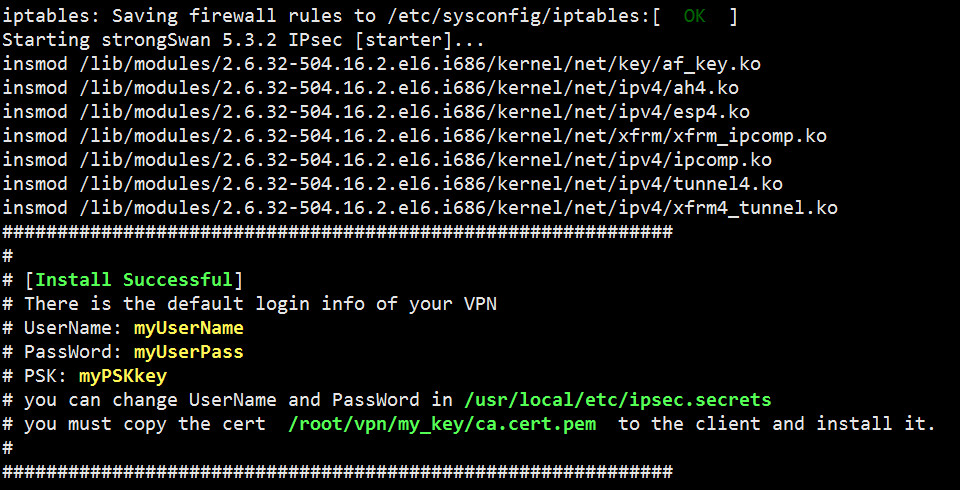 iptables: Saving firewall rules to /etc/sysconfig/iptables:[  OK  ]
Starting strongSwan 5.3.2 IPsec [starter]...
insmod /lib/modules/2.6.32-504.16.2.el6.i686/kernel/net/key/af_key.ko
insmod /lib/modules/2.6.32-504.16.2.el6.i686/kernel/net/ipv4/ah4.ko
insmod /lib/modules/2.6.32-504.16.2.el6.i686/kernel/net/ipv4/esp4.ko
insmod /lib/modules/2.6.32-504.16.2.el6.i686/kernel/net/xfrm/xfrm_ipcomp.ko
insmod /lib/modules/2.6.32-504.16.2.el6.i686/kernel/net/ipv4/ipcomp.ko
insmod /lib/modules/2.6.32-504.16.2.el6.i686/kernel/net/ipv4/tunnel4.ko
insmod /lib/modules/2.6.32-504.16.2.el6.i686/kernel/net/ipv4/xfrm4_tunnel.ko
#############################################################
#
# [Install Successful]
# There is the default login info of your VPN
# UserName: myUserName
# PassWord: myUserPass
# PSK: myPSKkey
# you can change UserName and PassWord in /usr/local/etc/ipsec.secrets
# you must copy the cert  /root/vpn/my_key/ca.cert.pem  to the client and install it.
#
#############################################################